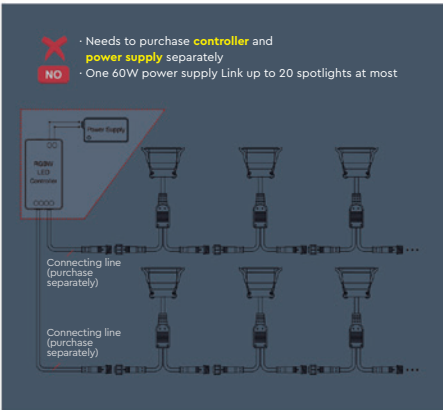 · Needs to purchase controller and
power supply separately
NO
· One 60W power supply Link up to 20 spotlights at most
Power Supply
RGBW
LED
Controller
Connecting line
(purchase
separately)
Connecting line
(purchase
separately)